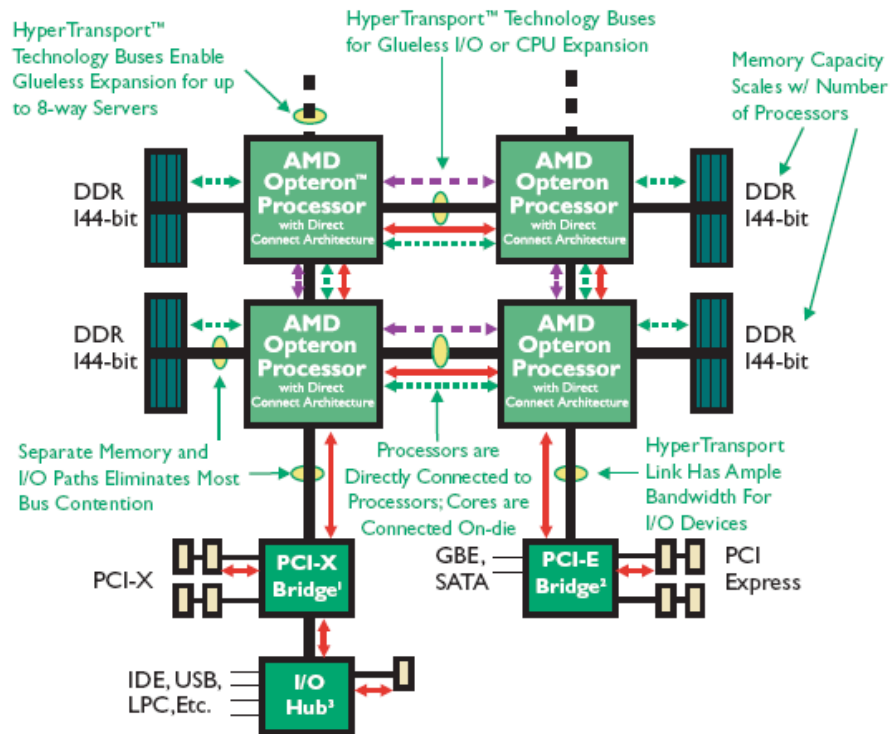 HyperTransport™
Technology Buses Enable
Glueless Expansion for up
to 8-way Servers
HyperTransport™ Technology Buses
for Glueless I/O or CPU Expansion
Memory Capacity
Scales w/ Number
of Processors
DDR
144-bit
AMD
Opteron™
Processor
with Direct
Connect Architecture
AMD
Opteron
Processor
with Direct
Connect Architecture
DDR
144-bit
DDR
144-bit
AMD
Opteron
Processor
with Direct
Connect Architecture
AMD
Opteron
Processor
with Direct
Connect Architecture
DDR
144-bit
Separate Memory and
I/O Paths Eliminates Most
Bus Contention
Processors are
Directly Connected to
Processors; Cores are
Connected On-die
HyperTransport
Link Has Ample
Bandwidth For
I/O Devices
PCI-X
PCI-X
Bridge¹
GBE,
SATA
PCI-E
Bridge²
PCI
Express
IDE, USB,
LPC,Etc.
I/O
Hub³